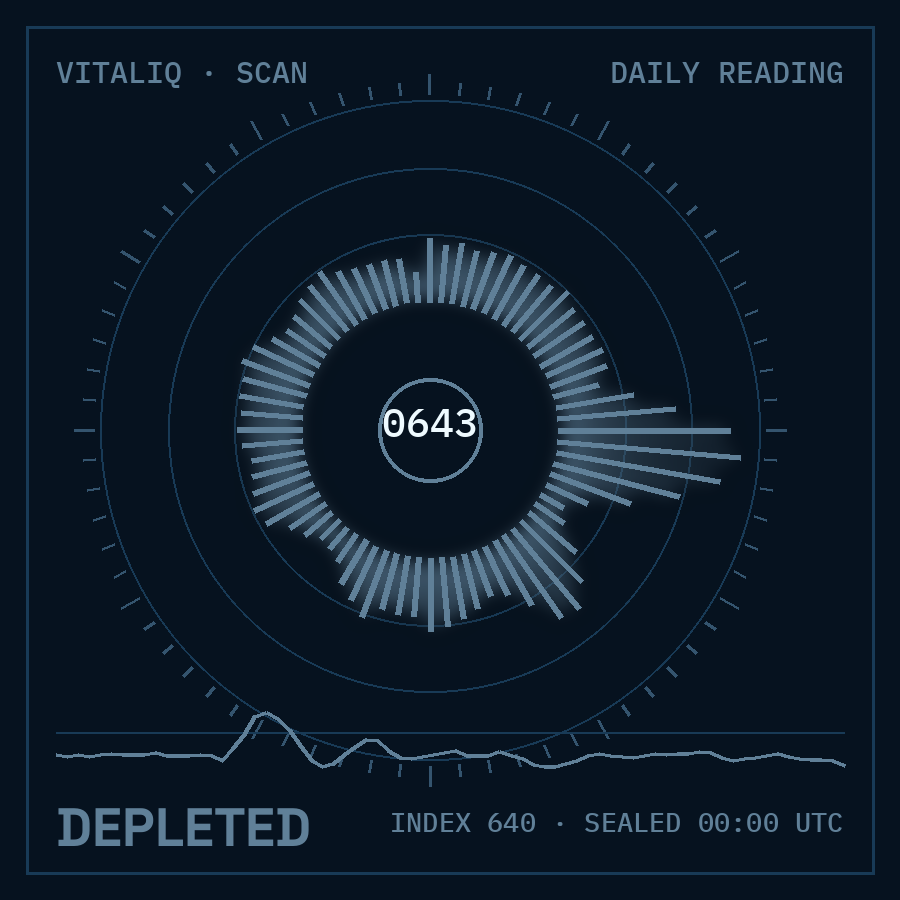 VITALIQ · SCAN
DAILY READING
0643
DEPLETED
INDEX 640 · SEALED 00:00 UTC